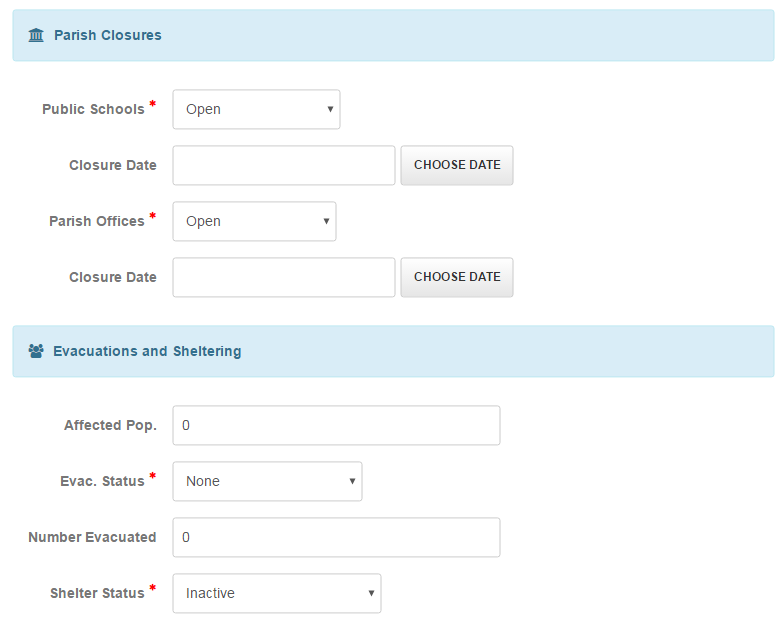 Parish Closures
Public Schools * Open
Closure Date CHOOSE DATE
Parish Offices * Open
Closure Date CHOOSE DATE
Evacuations and Sheltering
Affected Pop. 0
Evac. Status * None
Number Evacuated 0
Shelter Status * Inactive